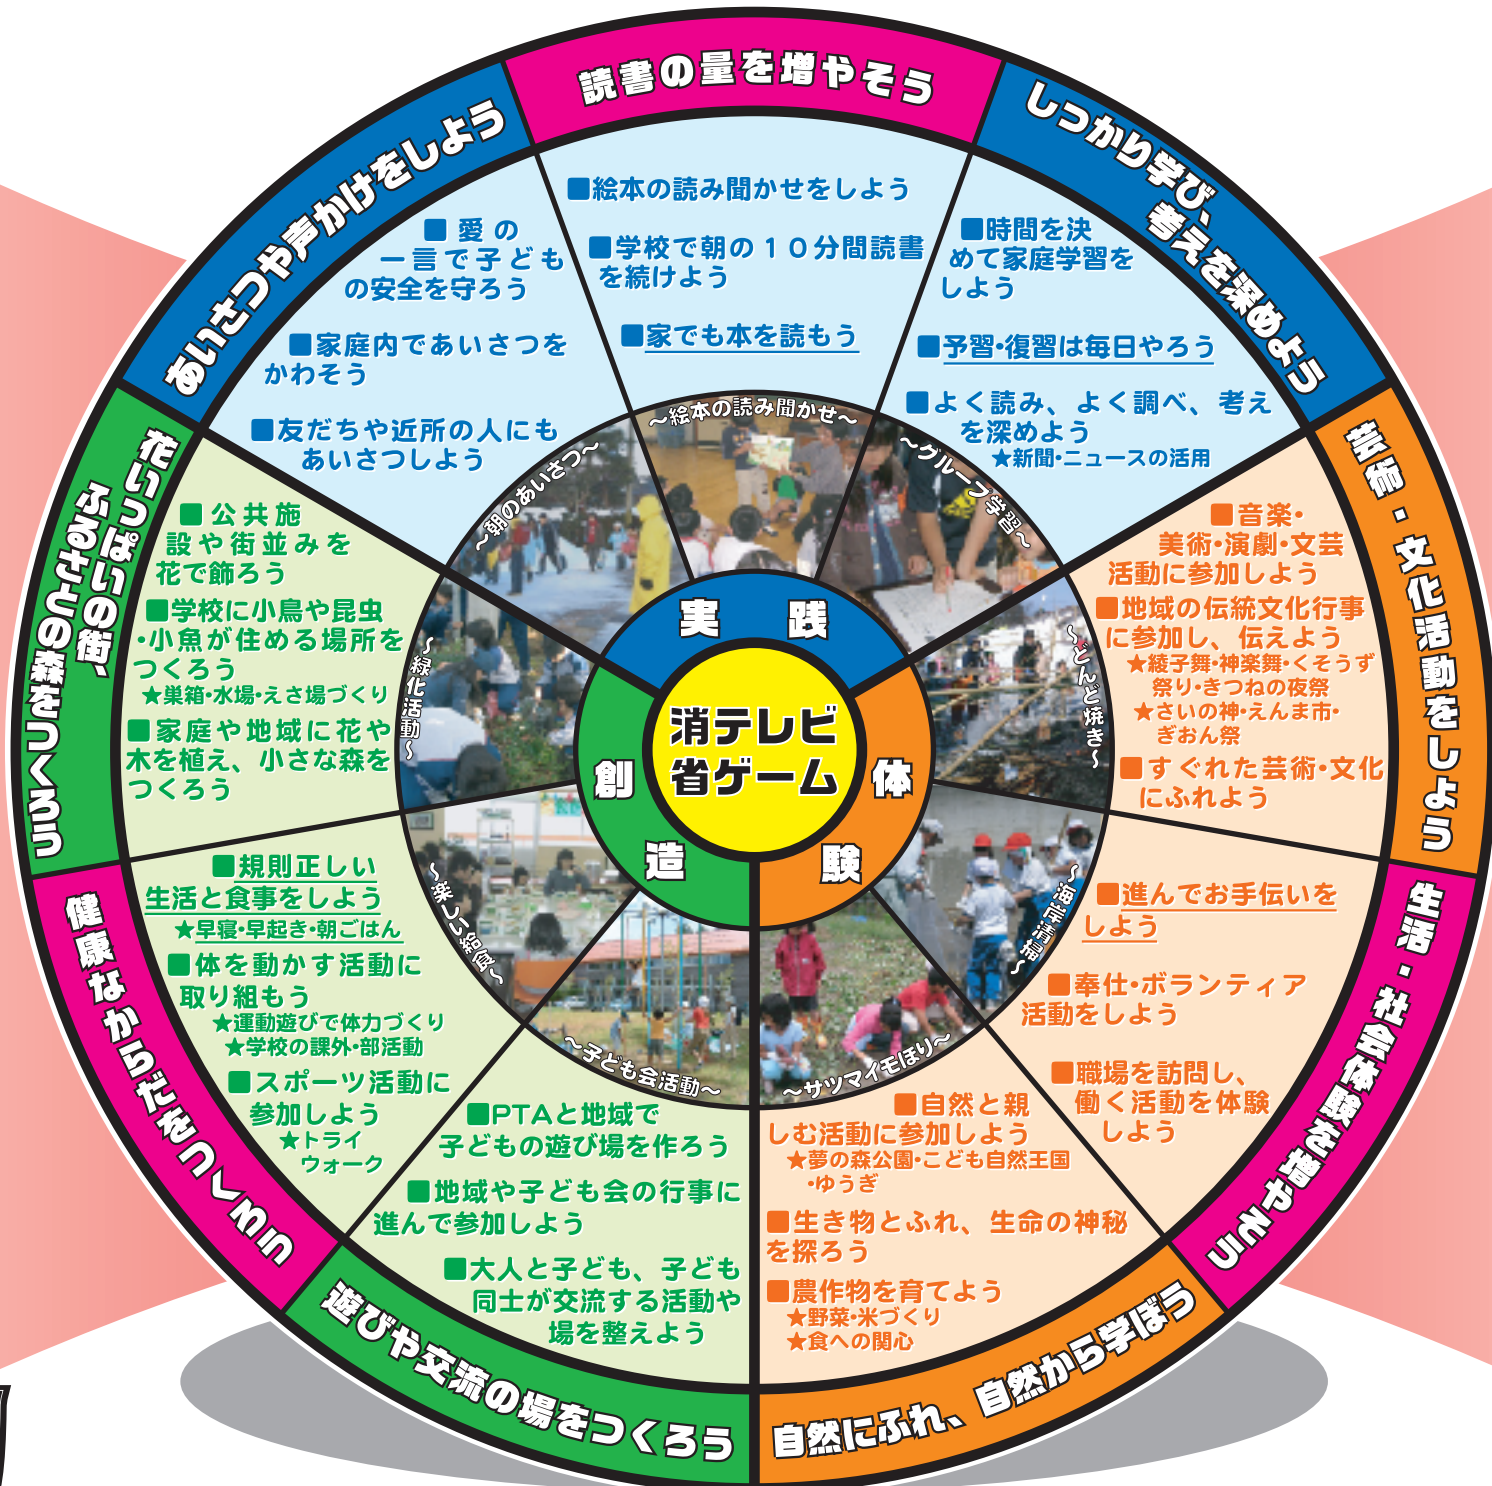 消テレビ
省ゲーム
実践
体験
創造
読書の量を増やそう
■絵本の読み聞かせをしよう
■学校で朝の１０分間読書
を続けよう
■家でも本を読もう
～絵本の読み聞かせ～
しっかり学び、
考えを深めよう
■時間を決
めて家庭学習を
しよう
■予習・復習は毎日やろう
■よく読み、よく調べ、考え
を深めよう
★新聞・ニュースの活用
～グループ学習～
芸術・文化活動をしよう
■音楽・
美術・演劇・文芸
活動に参加しよう
■地域の伝統文化行事
に参加し、伝えよう
★綾子舞・神楽舞・くそうず
祭り・きつねの夜祭
★さいの神・えんま市・
ぎおん祭
■すぐれた芸術・文化
にふれよう
～どんど焼き～
生活・社会体験を増やそう
■進んでお手伝いを
しよう
■奉仕・ボランティア
活動をしよう
■職場を訪問し、
働く活動を体験
しよう
～海岸清掃～
自然にふれ、自然から学ぼう
■自然と親
しむ活動に参加しよう
★夢の森公園・こども自然王国
・ゆうぎ
■生き物とふれ、生命の神秘
を探ろう
■農作物を育てよう
★野菜・米づくり
★食への関心
～サツマイモほり～
遊びや交流の場をつくろう
■PTAと地域で
子どもの遊び場を作ろう
■地域や子ども会の行事に
進んで参加しよう
■大人と子ども、子ども
同士が交流する活動や
場を整えよう
～子ども会活動～
健康なからだをつくろう
■規則正しい
生活と食事をしよう
★早寝・早起き・朝ごはん
■体を動かす活動に
取り組もう
★運動遊びで体力づくり
★学校の課外・部活動
■スポーツ活動に
参加しよう
★トライ
ウォーク
～楽しい給食～
花いっぱいの街、
ふるさとの森をつくろう
■公共施
設や街並みを
花で飾ろう
■学校に小鳥や昆虫
・小魚が住める場所を
つくろう
★巣箱・水場・えさ場づくり
■家庭や地域に花や
木を植え、小さな森を
つくろう
～緑化活動～
あいさつや声かけをしよう
■愛の
一言で子ども
の安全を守ろう
■家庭内であいさつを
かわそう
■友だちや近所の人にも
あいさつしよう
～朝のあいさつ～